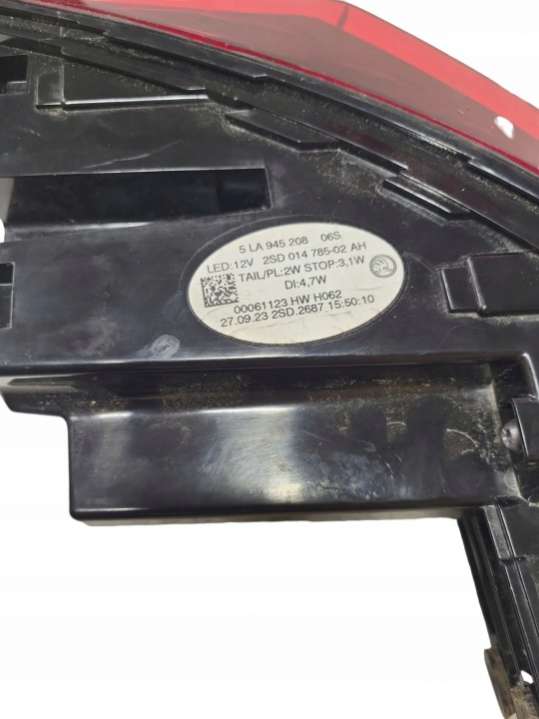 5 LA 945 208 06S
LED:12V 2SD 014 785-02 AH
TAIL/PL:2W STOP:3,1W
DI:4,7W
00061123 HW H062
27.09.23 2SD.2687 15:50:10